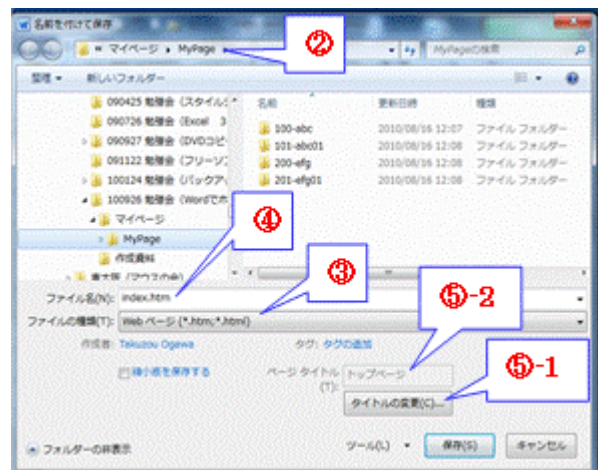 名前を付けて保存
« マイページ ▸ MyPage
②
MyPageの検索
整理 ▼ 新しいフォルダー
090425 勉強会 (スタイルシ
090726 勉強会 (Excel 3
090927 勉強会 (DVDコピ
091122 勉強会 (フリーソフ
100124 勉強会 (バックア
100926 勉強会 (Wordでホ
マイページ
MyPage
作成資料
名前 更新日時 種類
100-abc 2010/08/16 12:07 ファイル フォルダー
101-abc01 2010/08/16 12:08 ファイル フォルダー
200-efg 2010/08/16 12:08 ファイル フォルダー
201-efg01 2010/08/16 12:08 ファイル フォルダー
④
③
⑤-2
⑤-1
ファイル名(N): index.htm
ファイルの種類(T): Web ページ (*.htm;*.html)
作成者: Takuzou Ogawa タグ: タグの追加
縮小版を保存する
ページ タイトル(T): トップページ
タイトルの変更(C)...
フォルダーの非表示
ツール(L) ▼ 保存(S) キャンセル